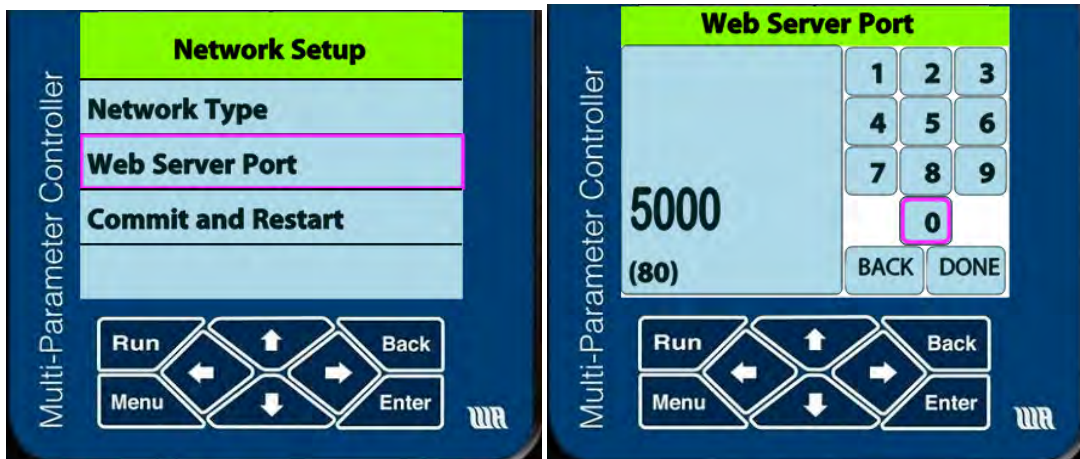 Network Setup
Network Type
Web Server Port
Commit and Restart
Multi-Parameter Controller
Run
Back
Menu
Enter
Web Server Port
1 2 3
4 5 6
7 8 9
5000
0
(80)
BACK DONE
Multi-Parameter Controller
Run
Back
Menu
Enter